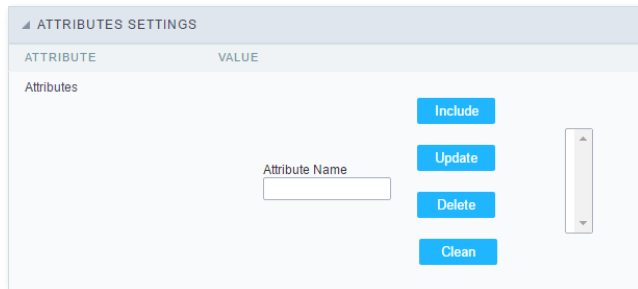 ATTRIBUTES SETTINGS
ATTRIBUTE VALUE
Attributes
Include
Update
Attribute Name
Delete
Clean